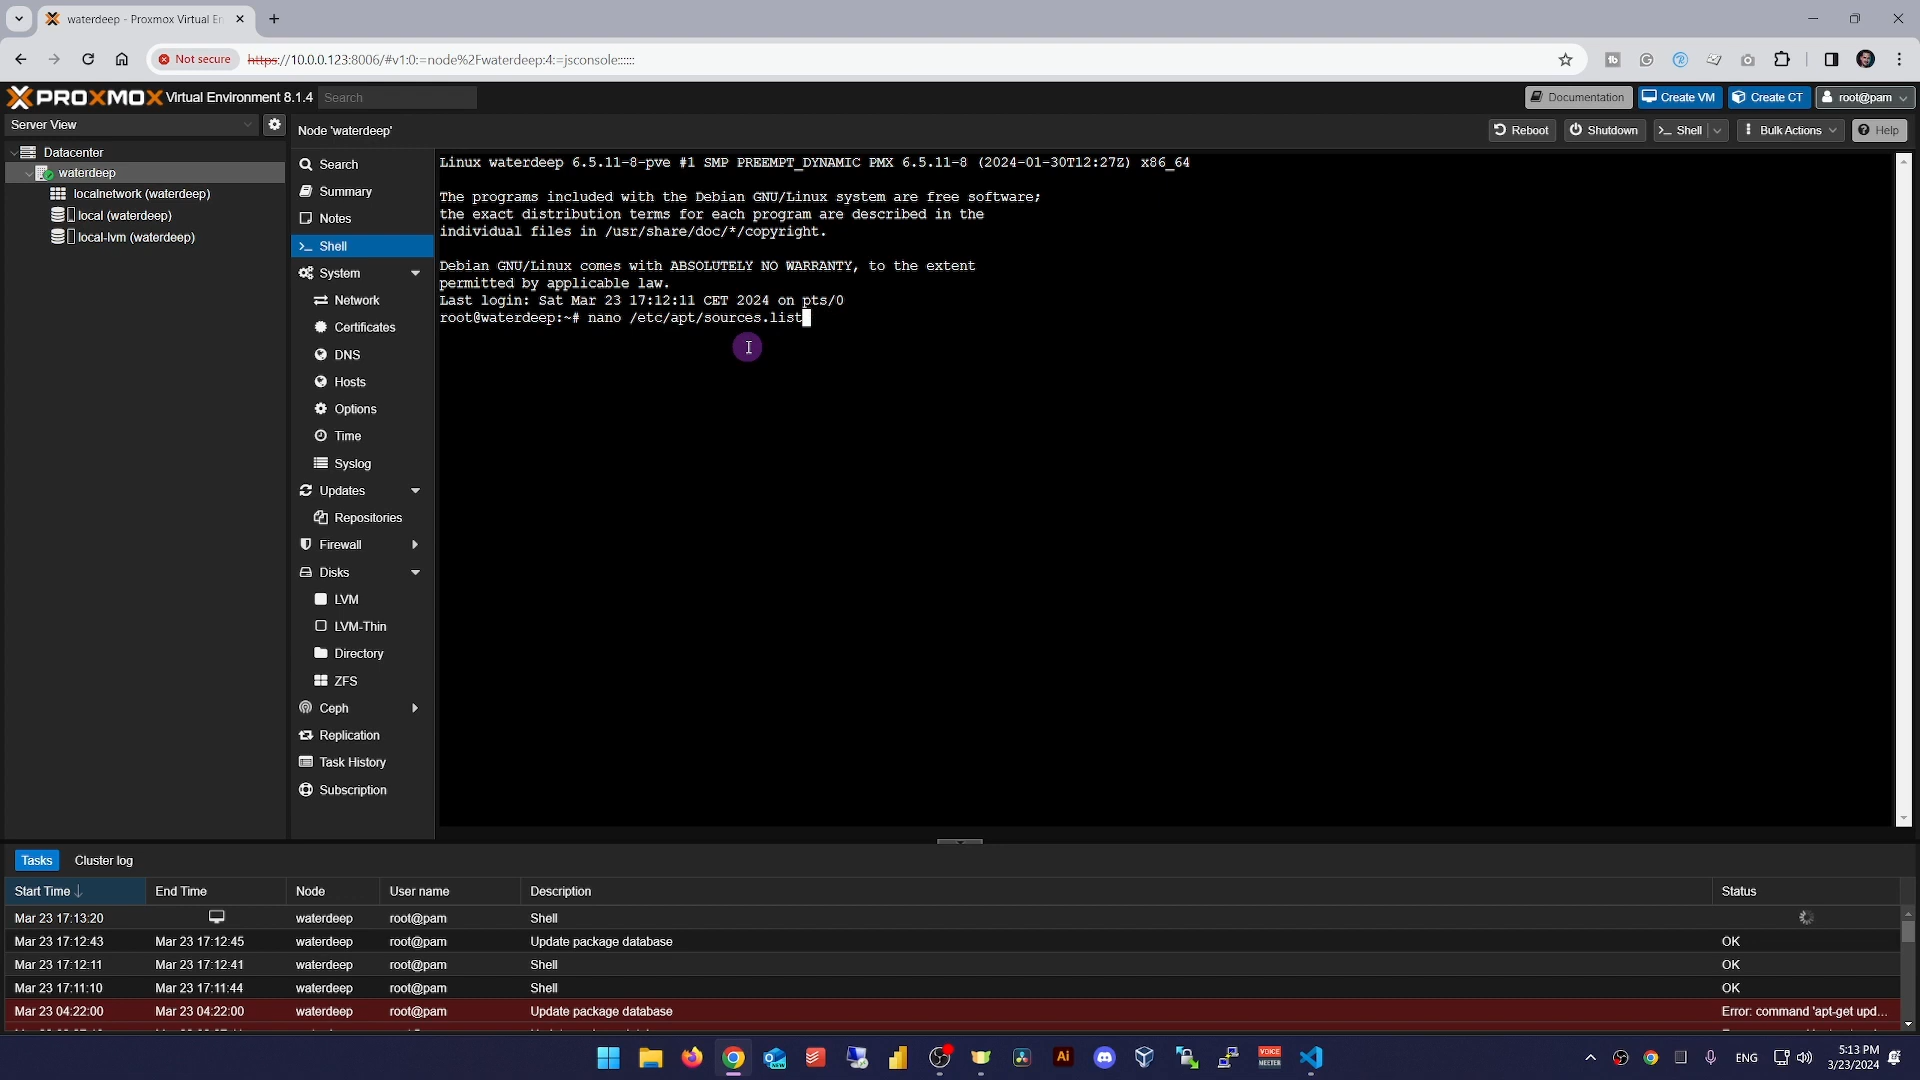 waterdeep - Proxmox Virtual En
Not secure
https://10.0.0.123:8006/#v1:0:=node%2Fwaterdeep:4:=jsconsole::::::
PROXMOX Virtual Environment 8.1.4
Search
Documentation
Create VM
Create CT
root@pam
Server View
Node 'waterdeep'
Reboot
Shutdown
Shell
Bulk Actions
Help
Datacenter
waterdeep
localnetwork (waterdeep)
local (waterdeep)
local-lvm (waterdeep)
Search
Summary
Notes
Shell
System
Network
Certificates
DNS
Hosts
Options
Time
Syslog
Updates
Repositories
Firewall
Disks
LVM
LVM-Thin
Directory
ZFS
Ceph
Replication
Task History
Subscription
Linux waterdeep 6.5.11-8-pve #1 SMP PREEMPT_DYNAMIC PMX 6.5.11-8 (2024-01-30T12:27Z) x86_64
The programs included with the Debian GNU/Linux system are free software;
the exact distribution terms for each program are described in the
individual files in /usr/share/doc/*/copyright.
Debian GNU/Linux comes with ABSOLUTELY NO WARRANTY, to the extent
permitted by applicable law.
Last login: Sat Mar 23 17:12:11 CET 2024 on pts/0
root@waterdeep:~# nano /etc/apt/sources.list
Tasks
Cluster log
Start Time End Time Node User name Description Status
Mar 23 17:13:20 waterdeep root@pam Shell
Mar 23 17:12:43 Mar 23 17:12:45 waterdeep root@pam Update package database OK
Mar 23 17:12:11 Mar 23 17:12:41 waterdeep root@pam Shell OK
Mar 23 17:11:10 Mar 23 17:11:44 waterdeep root@pam Shell OK
Mar 23 04:22:00 Mar 23 04:22:00 waterdeep root@pam Update package database Error: command 'apt-get upd...
NEW
Ai
VOICE
MEETER
ENG
5:13 PM
3/23/2024